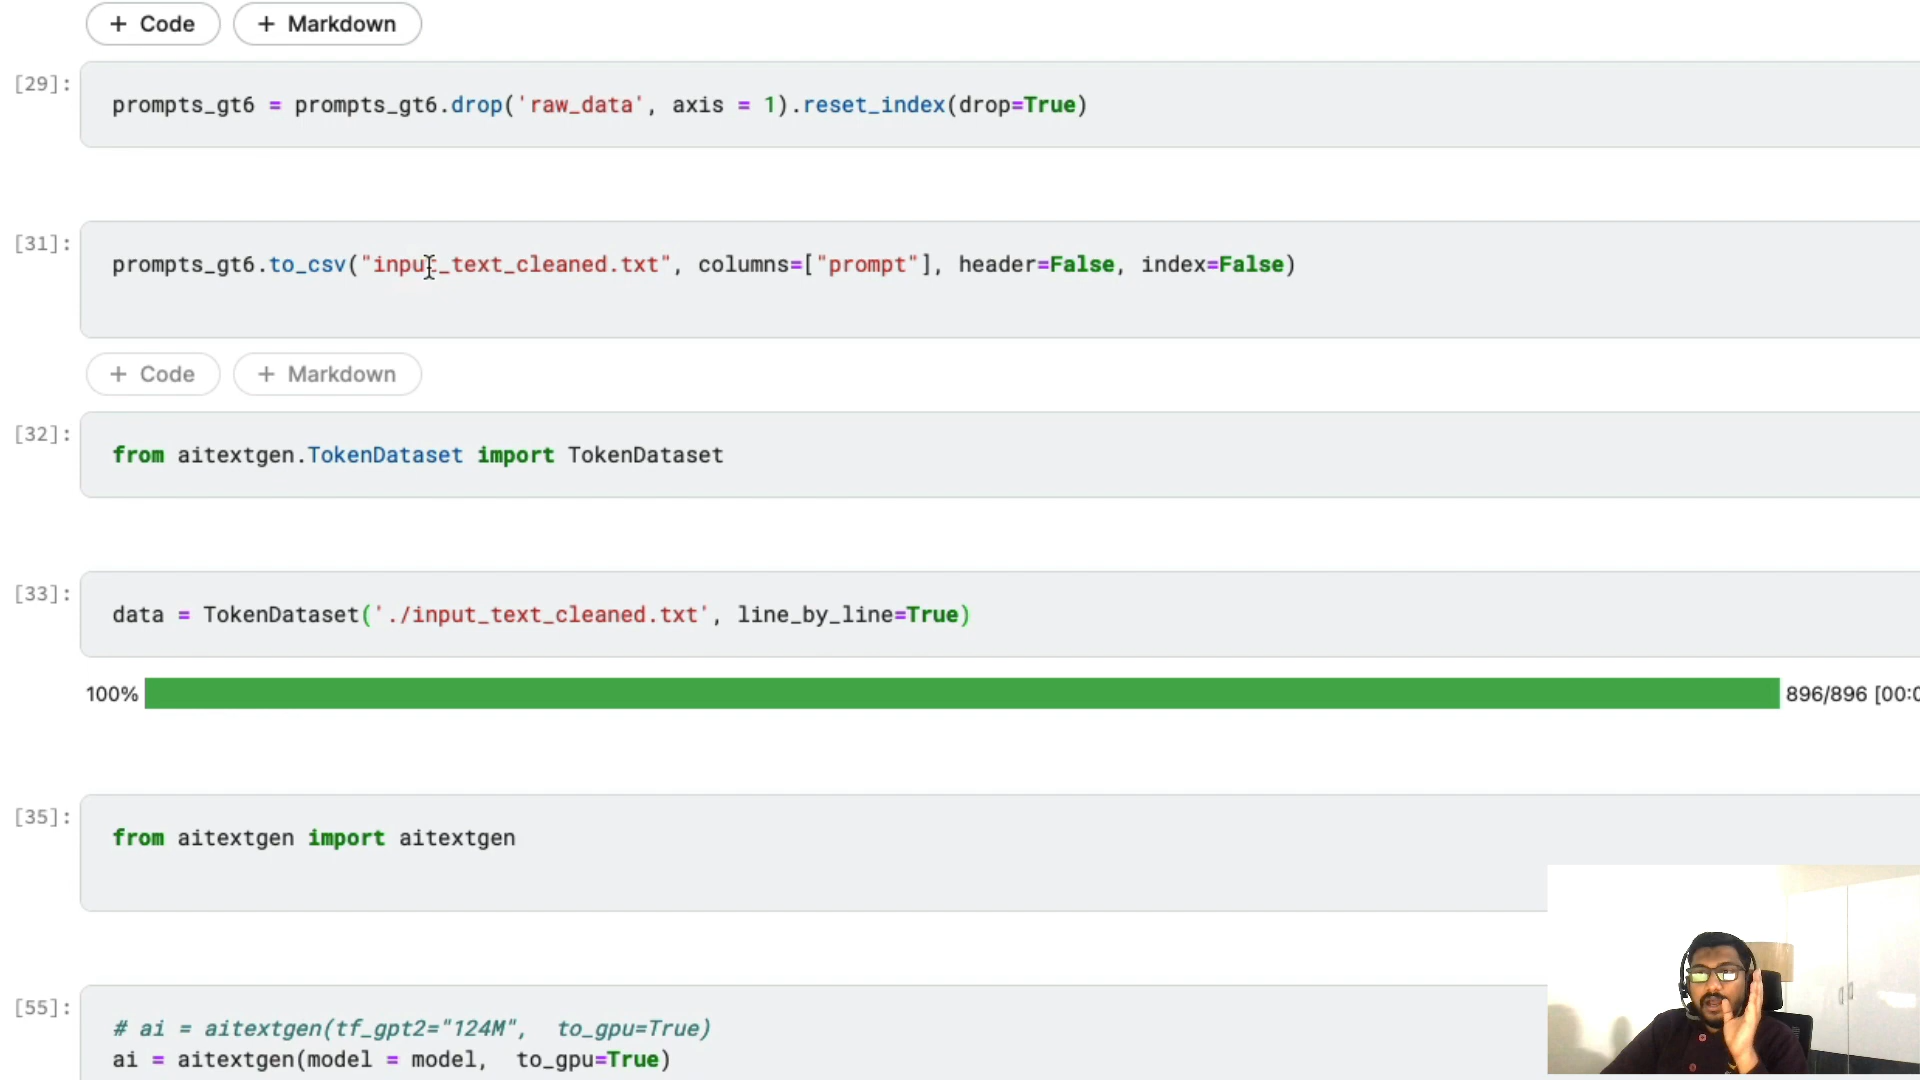 + Code + Markdown
[29]:
prompts_gt6 = prompts_gt6.drop('raw_data', axis = 1).reset_index(drop=True)
[31]:
prompts_gt6.to_csv("input_text_cleaned.txt", columns=["prompt"], header=False, index=False)
+ Code + Markdown
[32]:
from aitextgen.TokenDataset import TokenDataset
[33]:
data = TokenDataset('./input_text_cleaned.txt', line_by_line=True)
100% 896/896 [00:0
[35]:
from aitextgen import aitextgen
[55]:
# ai = aitextgen(tf_gpt2="124M",  to_gpu=True)
ai = aitextgen(model = model,  to_gpu=True)